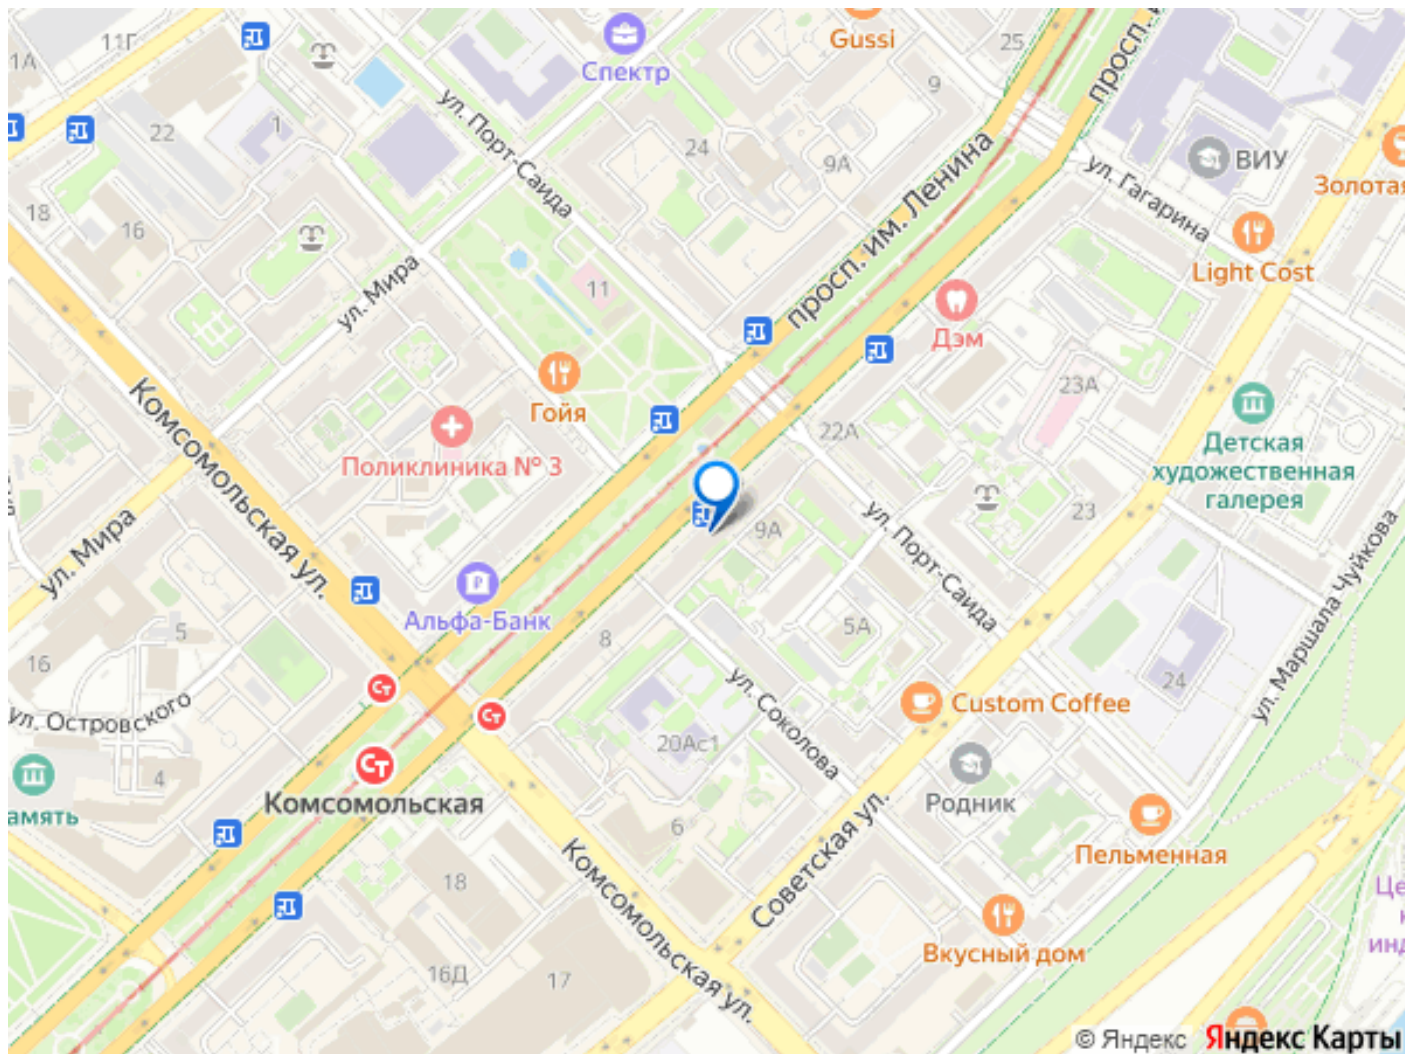 11Г
1А
Спектр
Gussi
25
просп.
9
22
1
ул. Порт-Саида
24
9А
просп. им. Ленина
ВИУ
ул. Гагарина
Золотая
18
16
ул. Мира
11
Light Cost
Дэм
Гойя
23А
Комсомольская ул.
Поликлиника № 3
22А
Детская
художественная
галерея
ул. Мира
9А
ул. Порт-Саида
23
ул. Маршала Чуйкова
Альфа-Банк
5
8
5А
16
ул. Островского
ул. Соколова
24
Custom Coffee
20Ас1
4
Комсомольская
Родник
амять
6
Советская ул.
Пельменная
Комсомольская ул.
18
Це
к
инд
16Д
17
Вкусный дом
© Яндекс Яндекс Карты